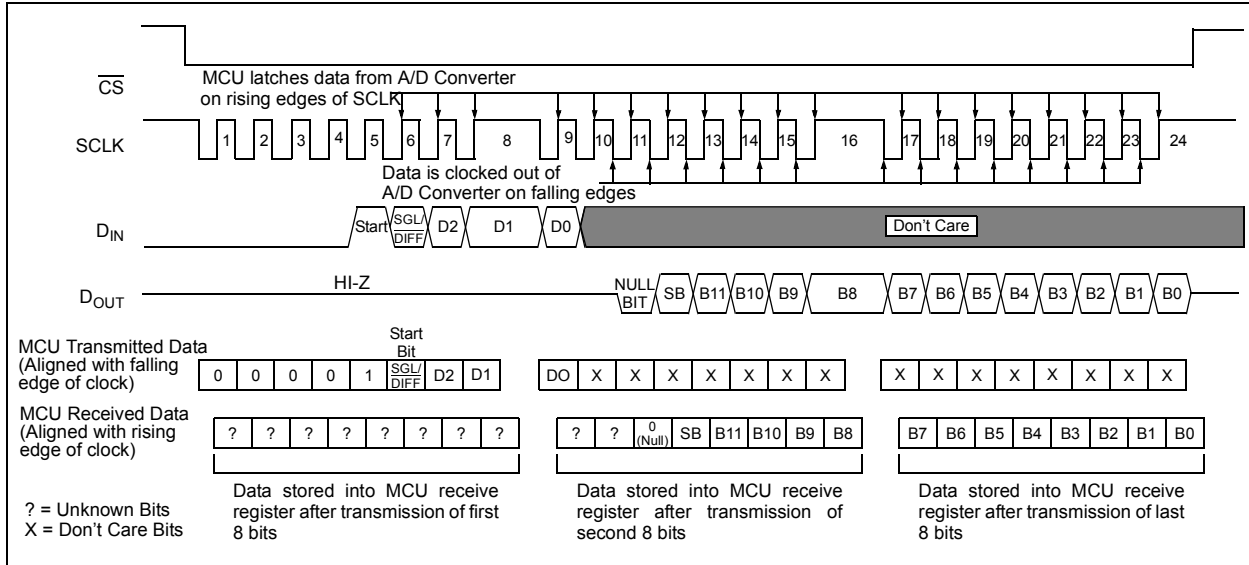 CS
MCU latches data from A/D Converter
on rising edges of SCLK
SCLK
1 2 3 4 5 6 7 8 9 10 11 12 13 14 15 16 17 18 19 20 21 22 23 24
Data is clocked out of
A/D Converter on falling edges
DIN
Start SGL/DIFF D2 D1 D0 Don't Care
HI-Z
DOUT
NULL BIT SB B11 B10 B9 B8 B7 B6 B5 B4 B3 B2 B1 B0
Start
Bit
MCU Transmitted Data
(Aligned with falling
edge of clock)
0 0 0 0 1 SGL/DIFF D2 D1 DO X X X X X X X X X X X X X X X
MCU Received Data
(Aligned with rising
edge of clock)
? ? ? ? ? ? ? ? ? ? 0 (Null) SB B11 B10 B9 B8 B7 B6 B5 B4 B3 B2 B1 B0
? = Unknown Bits
X = Don't Care Bits
Data stored into MCU receive
register after transmission of first
8 bits
Data stored into MCU receive
register after transmission of
second 8 bits
Data stored into MCU receive
register after transmission of last
8 bits